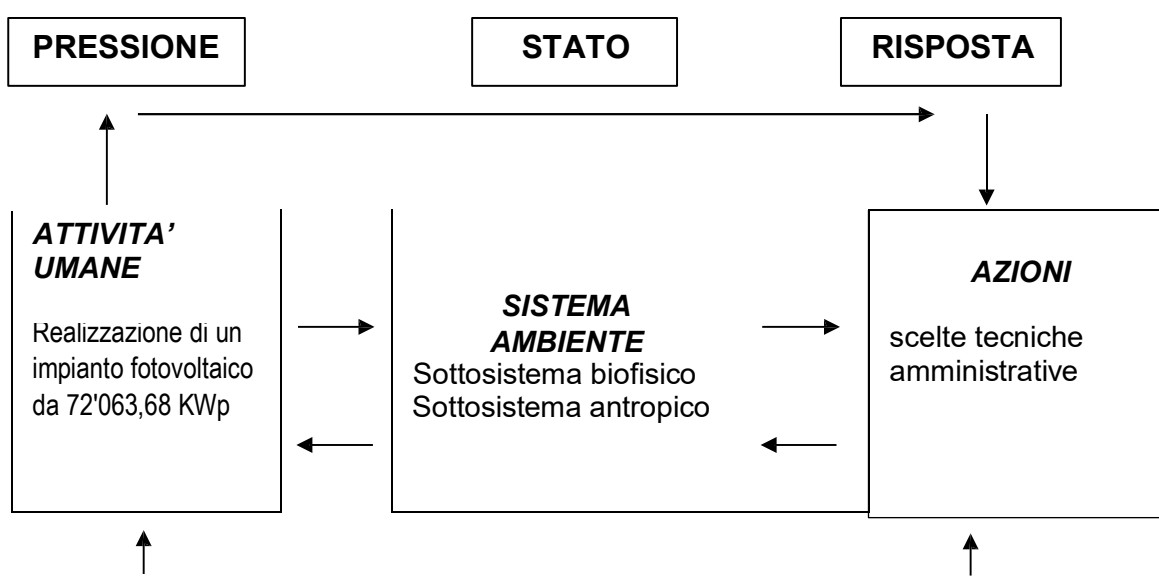 PRESSIONE
STATO
RISPOSTA
ATTIVITA’
UMANE
Realizzazione di un
impianto fotovoltaico
da 72'063,68 KWp
SISTEMA
AMBIENTE
Sottosistema biofisico
Sottosistema antropico
AZIONI
scelte tecniche
amministrative